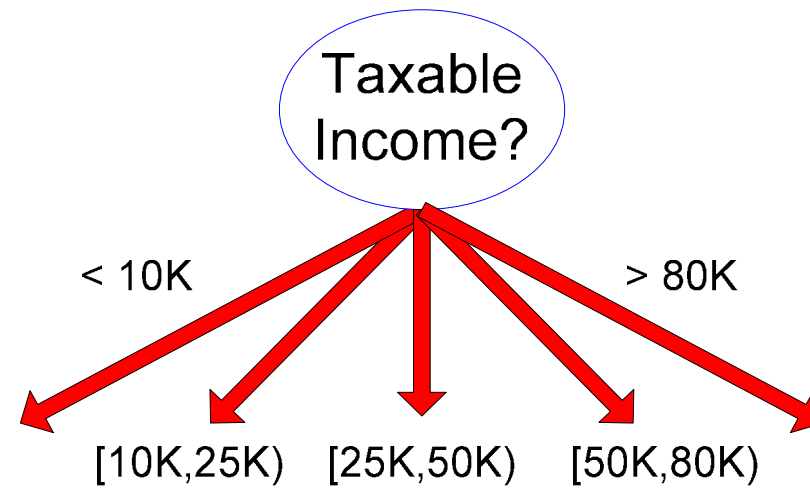 Taxable
Income?
< 10K
> 80K
[10K,25K)
[25K,50K)
[50K,80K)